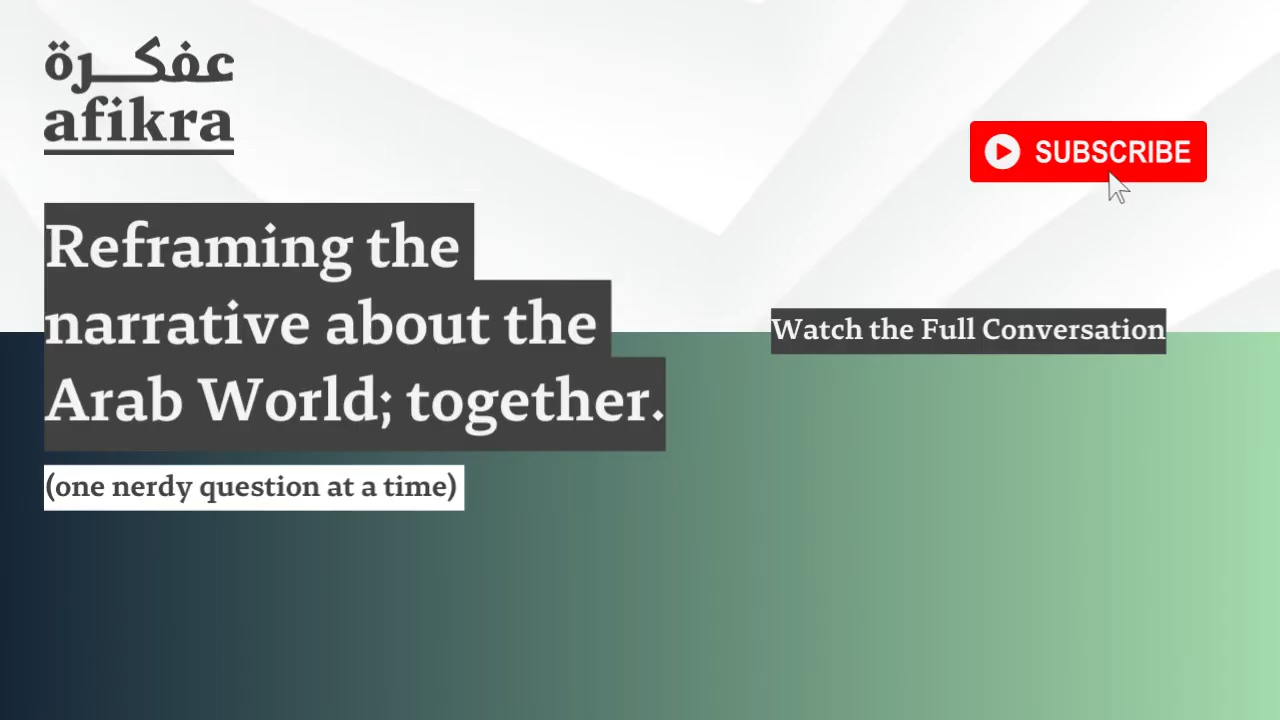 عفكرة
afikra
SUBSCRIBE
Reframing the
narrative about the
Arab World; together.
Watch the Full Conversation
(one nerdy question at a time)